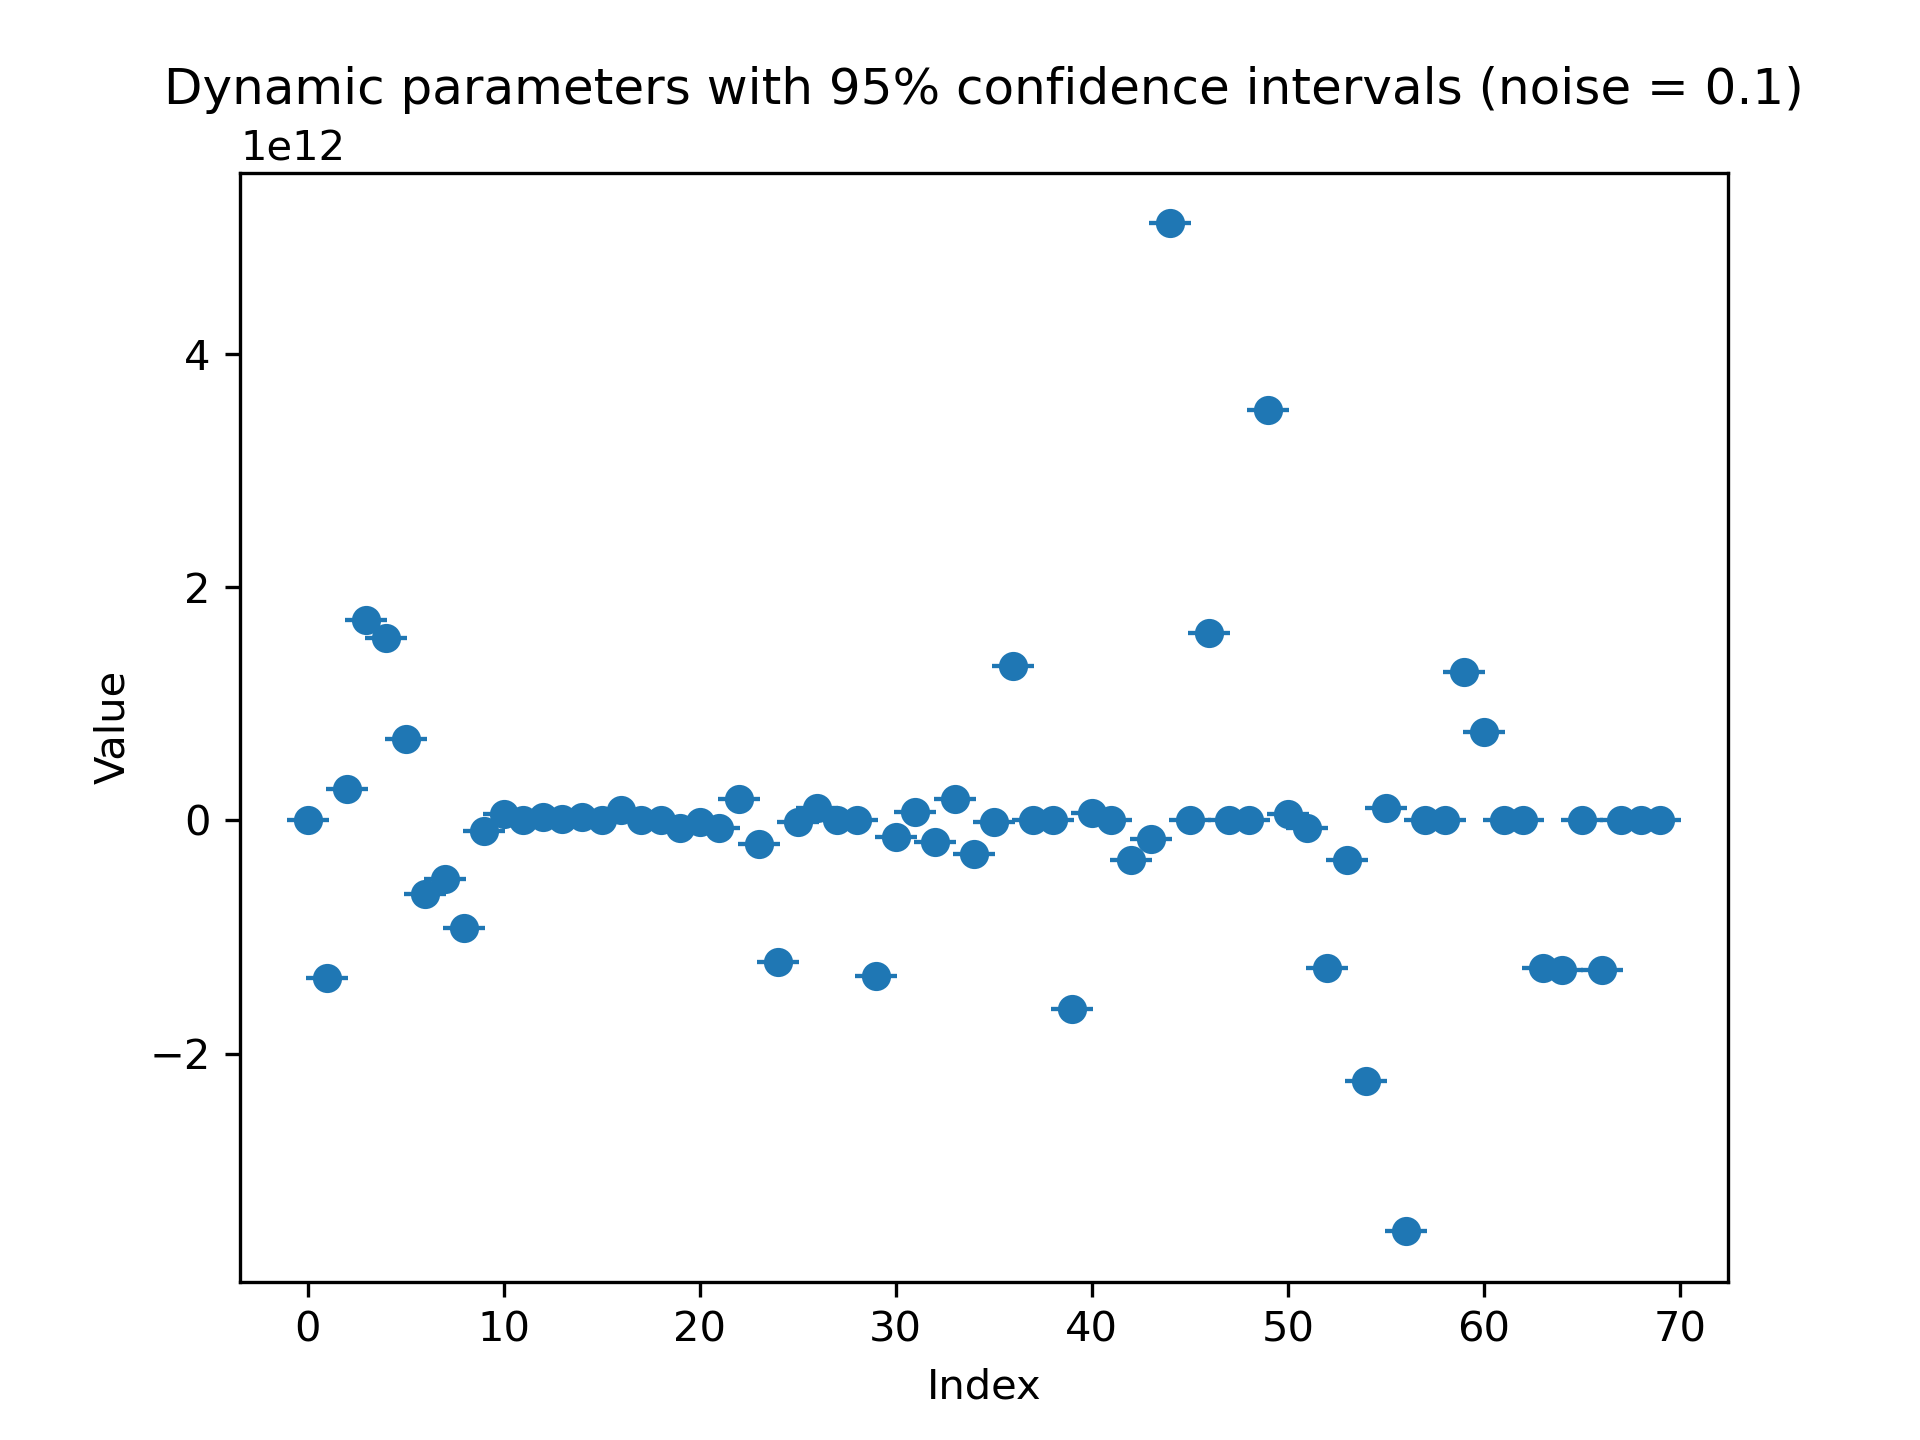 Dynamic parameters with 95% confidence intervals (noise = 0.1)
1e12
4
2
0
−2
Value
0 10 20 30 40 50 60 70
Index